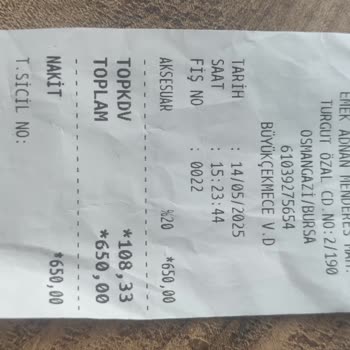 EMEK ADNAN MENDERES MAH.
TURGUT ÖZAL CD NO:2/190
OSMANGAZİ/BURSA
61039275654
BÜYÜKÇEKMECE V.D
TARİH : 14/05/2025
SAAT : 15:23:44
FİŞ NO : 0022
AKSESUAR %20 *650,00
TOPKDV *108,33
TOPLAM *650,00
NAKİT *650,00
T.SİCİL NO: